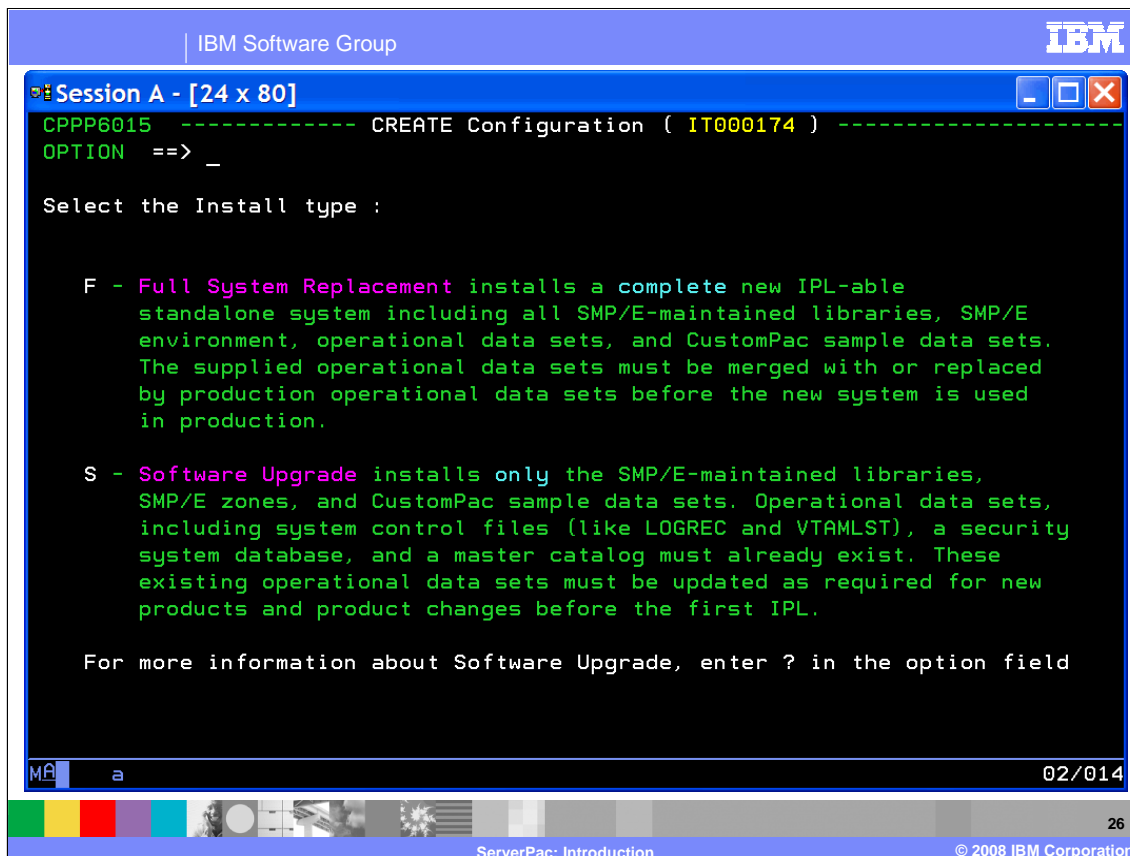 IBM Software Group
IBM
Session A - [24 x 80]
CPPP6015 ------------- CREATE Configuration ( IT000174 ) ---------------------
OPTION ==> _
Select the Install type :
F - Full System Replacement installs a complete new IPL-able
standalone system including all SMP/E-maintained libraries, SMP/E
environment, operational data sets, and CustomPac sample data sets.
The supplied operational data sets must be merged with or replaced
by production operational data sets before the new system is used
in production.
S - Software Upgrade installs only the SMP/E-maintained libraries,
SMP/E zones, and CustomPac sample data sets. Operational data sets,
including system control files (like LOGREC and VTAMLST), a security
system database, and a master catalog must already exist. These
existing operational data sets must be updated as required for new
products and product changes before the first IPL.
For more information about Software Upgrade, enter ? in the option field
MA a 02/014
26
ServerPac: Introduction © 2008 IBM Corporation